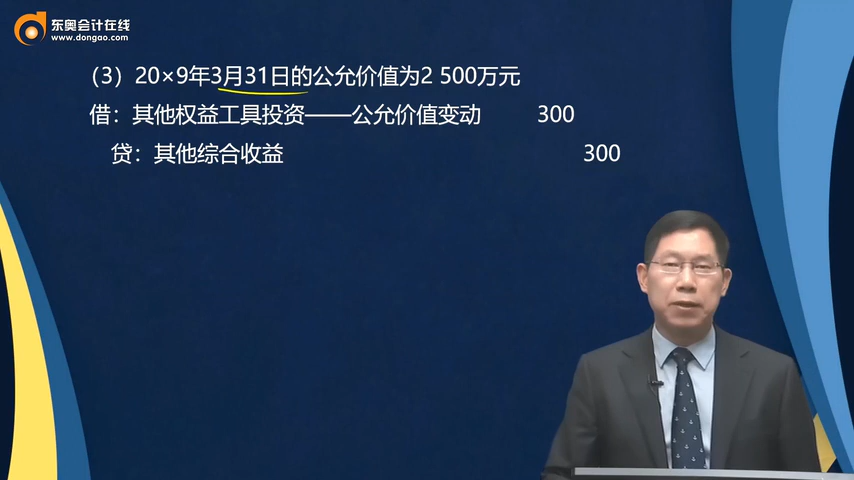 东奥会计在线
www.dongao.com
（3）20×9年3月31日的公允价值为2 500万元
借：其他权益工具投资——公允价值变动 300
贷：其他综合收益 300